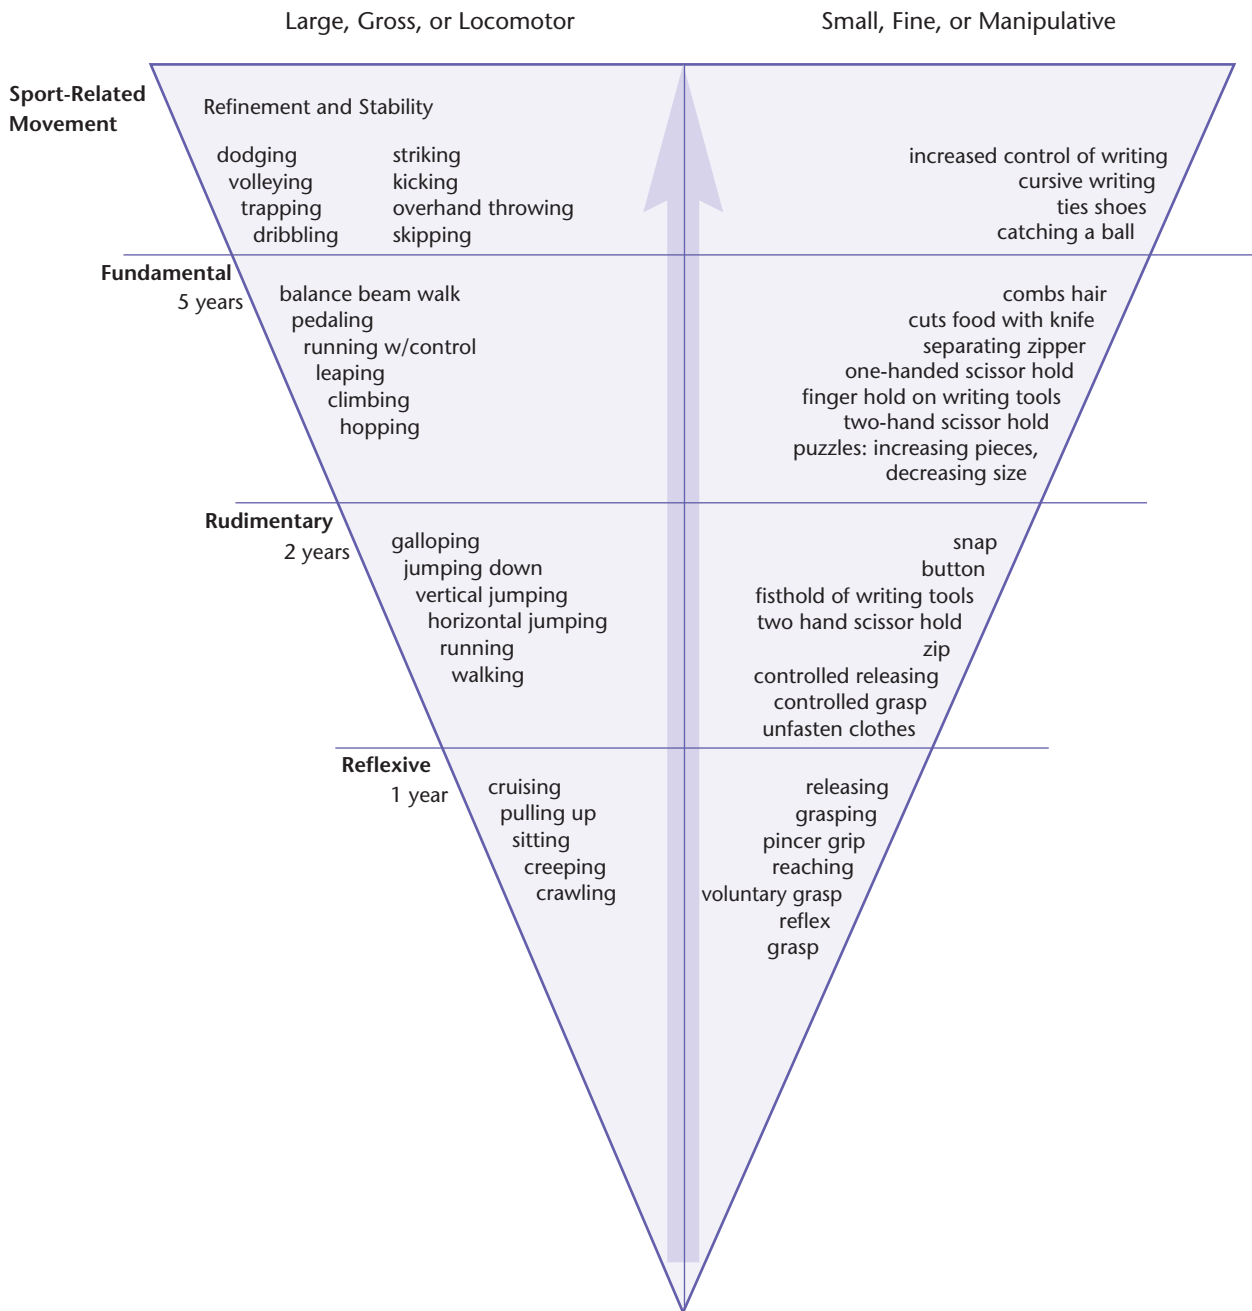 Large, Gross, or Locomotor
Small, Fine, or Manipulative
Sport-Related
Movement
Refinement and Stability
dodging
volleying
trapping
dribbling
striking
kicking
overhand throwing
skipping
increased control of writing
cursive writing
ties shoes
catching a ball
Fundamental
5 years
balance beam walk
pedaling
running w/control
leaping
climbing
hopping
combs hair
cuts food with knife
separating zipper
one-handed scissor hold
finger hold on writing tools
two-hand scissor hold
puzzles: increasing pieces,
decreasing size
Rudimentary
2 years
galloping
jumping down
vertical jumping
horizontal jumping
running
walking
snap
button
fisthold of writing tools
two hand scissor hold
zip
controlled releasing
controlled grasp
unfasten clothes
Reflexive
1 year
cruising
pulling up
sitting
creeping
crawling
releasing
grasping
pincer grip
reaching
voluntary grasp
reflex
grasp